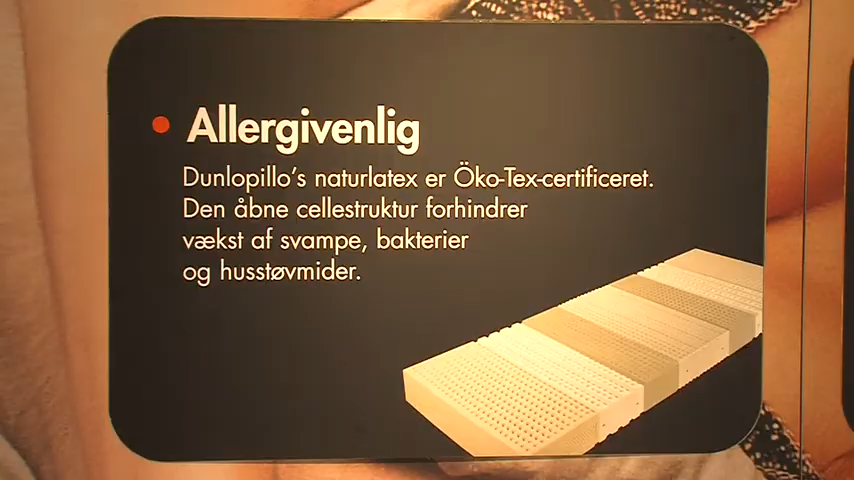 Allergivenlig
Dunlopillo's naturlatex er Öko-Tex-certificeret.
Den åbne cellestruktur forhindrer
vækst af svampe, bakterier
og husstøvmider.